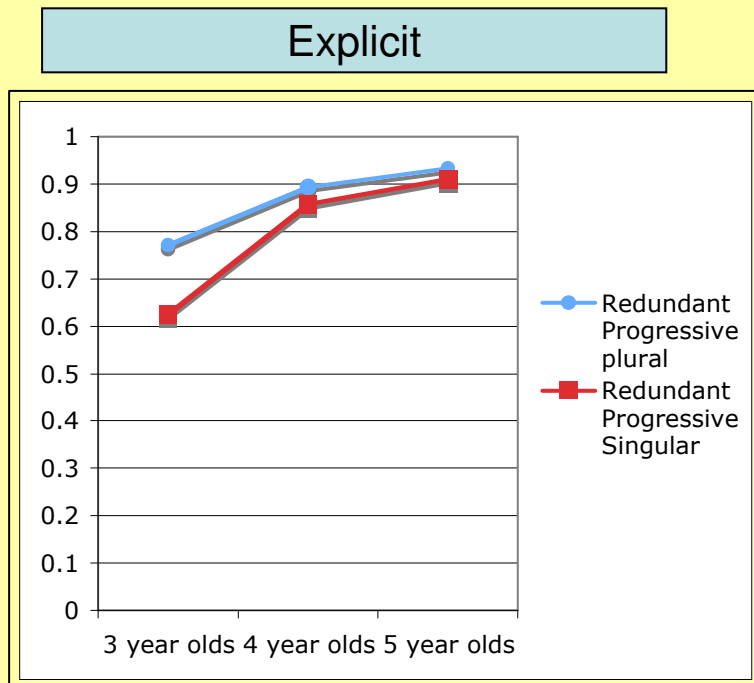 Explicit
1
0.9
0.8
0.7
0.6
0.5
0.4
0.3
0.2
0.1
0
3 year olds 4 year olds 5 year olds
Redundant
Progressive
plural
Redundant
Progressive
Singular